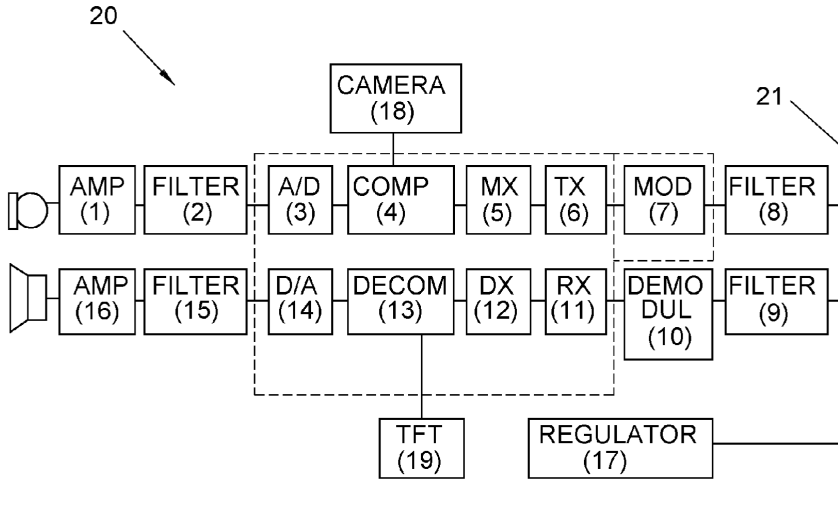 20
CAMERA
(18)
21
AMP
(1)
FILTER
(2)
A/D
(3)
COMP
(4)
MX
(5)
TX
(6)
MOD
(7)
FILTER
(8)
AMP
(16)
FILTER
(15)
D/A
(14)
DECOM
(13)
DX
(12)
RX
(11)
DEMO
DUL
(10)
FILTER
(9)
TFT
(19)
REGULATOR
(17)